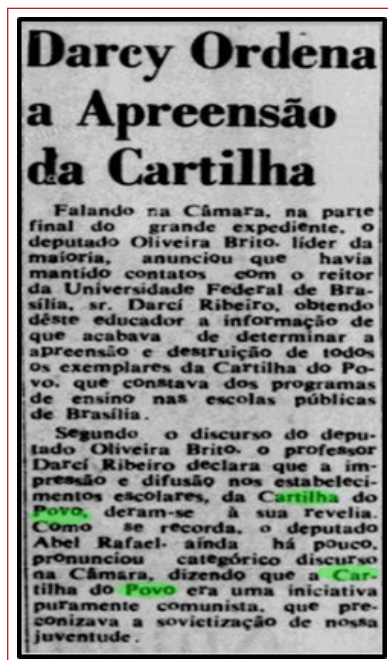 Darcy Ordena
a Apreensão
da Cartilha
Falando na Câmara, na parte
final do grande expediente, o
deputado Oliveira Brito, líder da
maioria, anunciou que havia
mantido contatos com o reitor
da Universidade Federal de Bra-
sília, sr. Darcí Ribeiro, obtendo
dêste educador a informação de
que acabava de determinar a
apreensão e destruição de todos
os exemplares da Cartilha do Po-
vo, que constava dos programas
de ensino nas escolas públicas
de Brasília.
Segundo o discurso do depu-
tado Oliveira Brito, o professor
Darcí Ribeiro declara que a im-
pressão e difusão nos estabeleci-
mentos escolares, da Cartilha do
Povo, deram-se à sua revelia.
Como se recorda, o deputado
Abel Rafael- ainda há pouco,
pronunciou categórico discurso
na Câmara, dizendo que a Car-
tilha do Povo era uma iniciativa
puramente comunista, que pre-
conizava a sovietização de nossa
juventude.